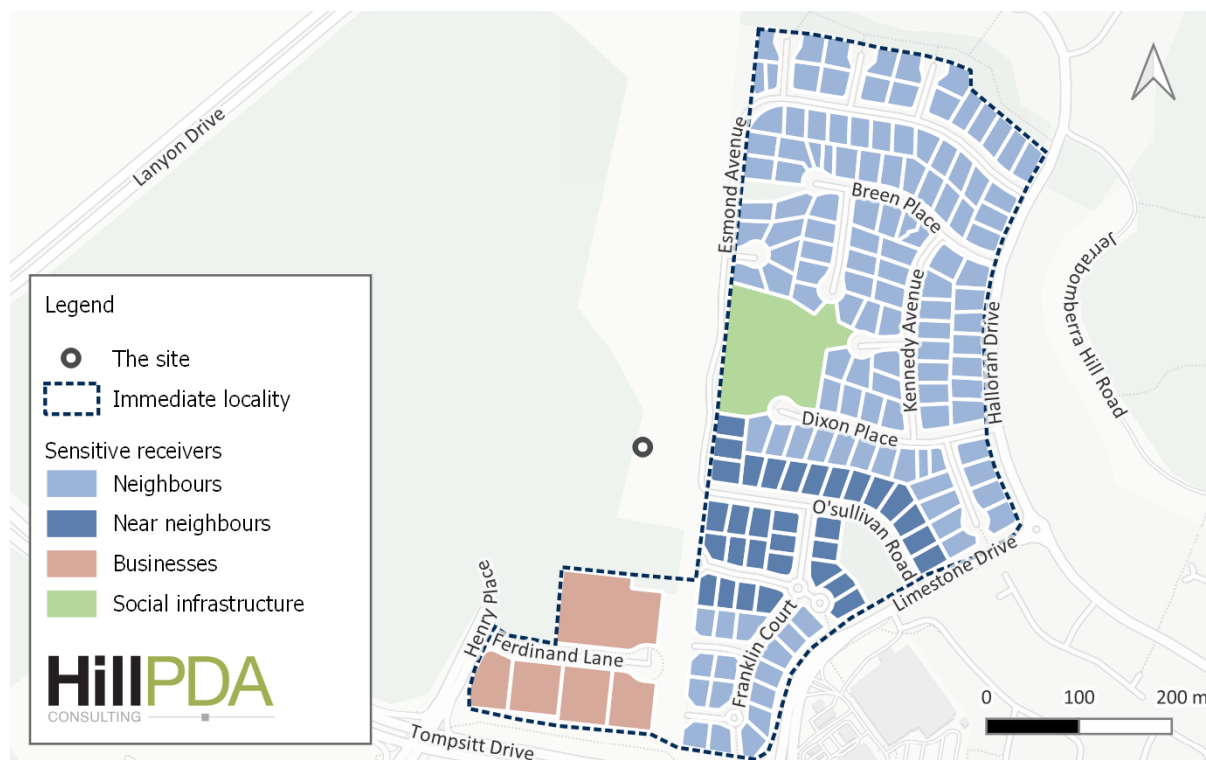 Lanyon Drive
Esmond Avenue
Breen Place
Jerrabomberra Hill Road
Kennedy Avenue
Halloran Drive
Dixon Place
O'sullivan Road
Limestone Drive
Franklin Court
Henry Place
Ferdinand Lane
Tompsitt Drive
Legend
The site
Immediate locality
Sensitive receivers
Neighbours
Near neighbours
Businesses
Social infrastructure
HillPDA
CONSULTING
0 100 200 m